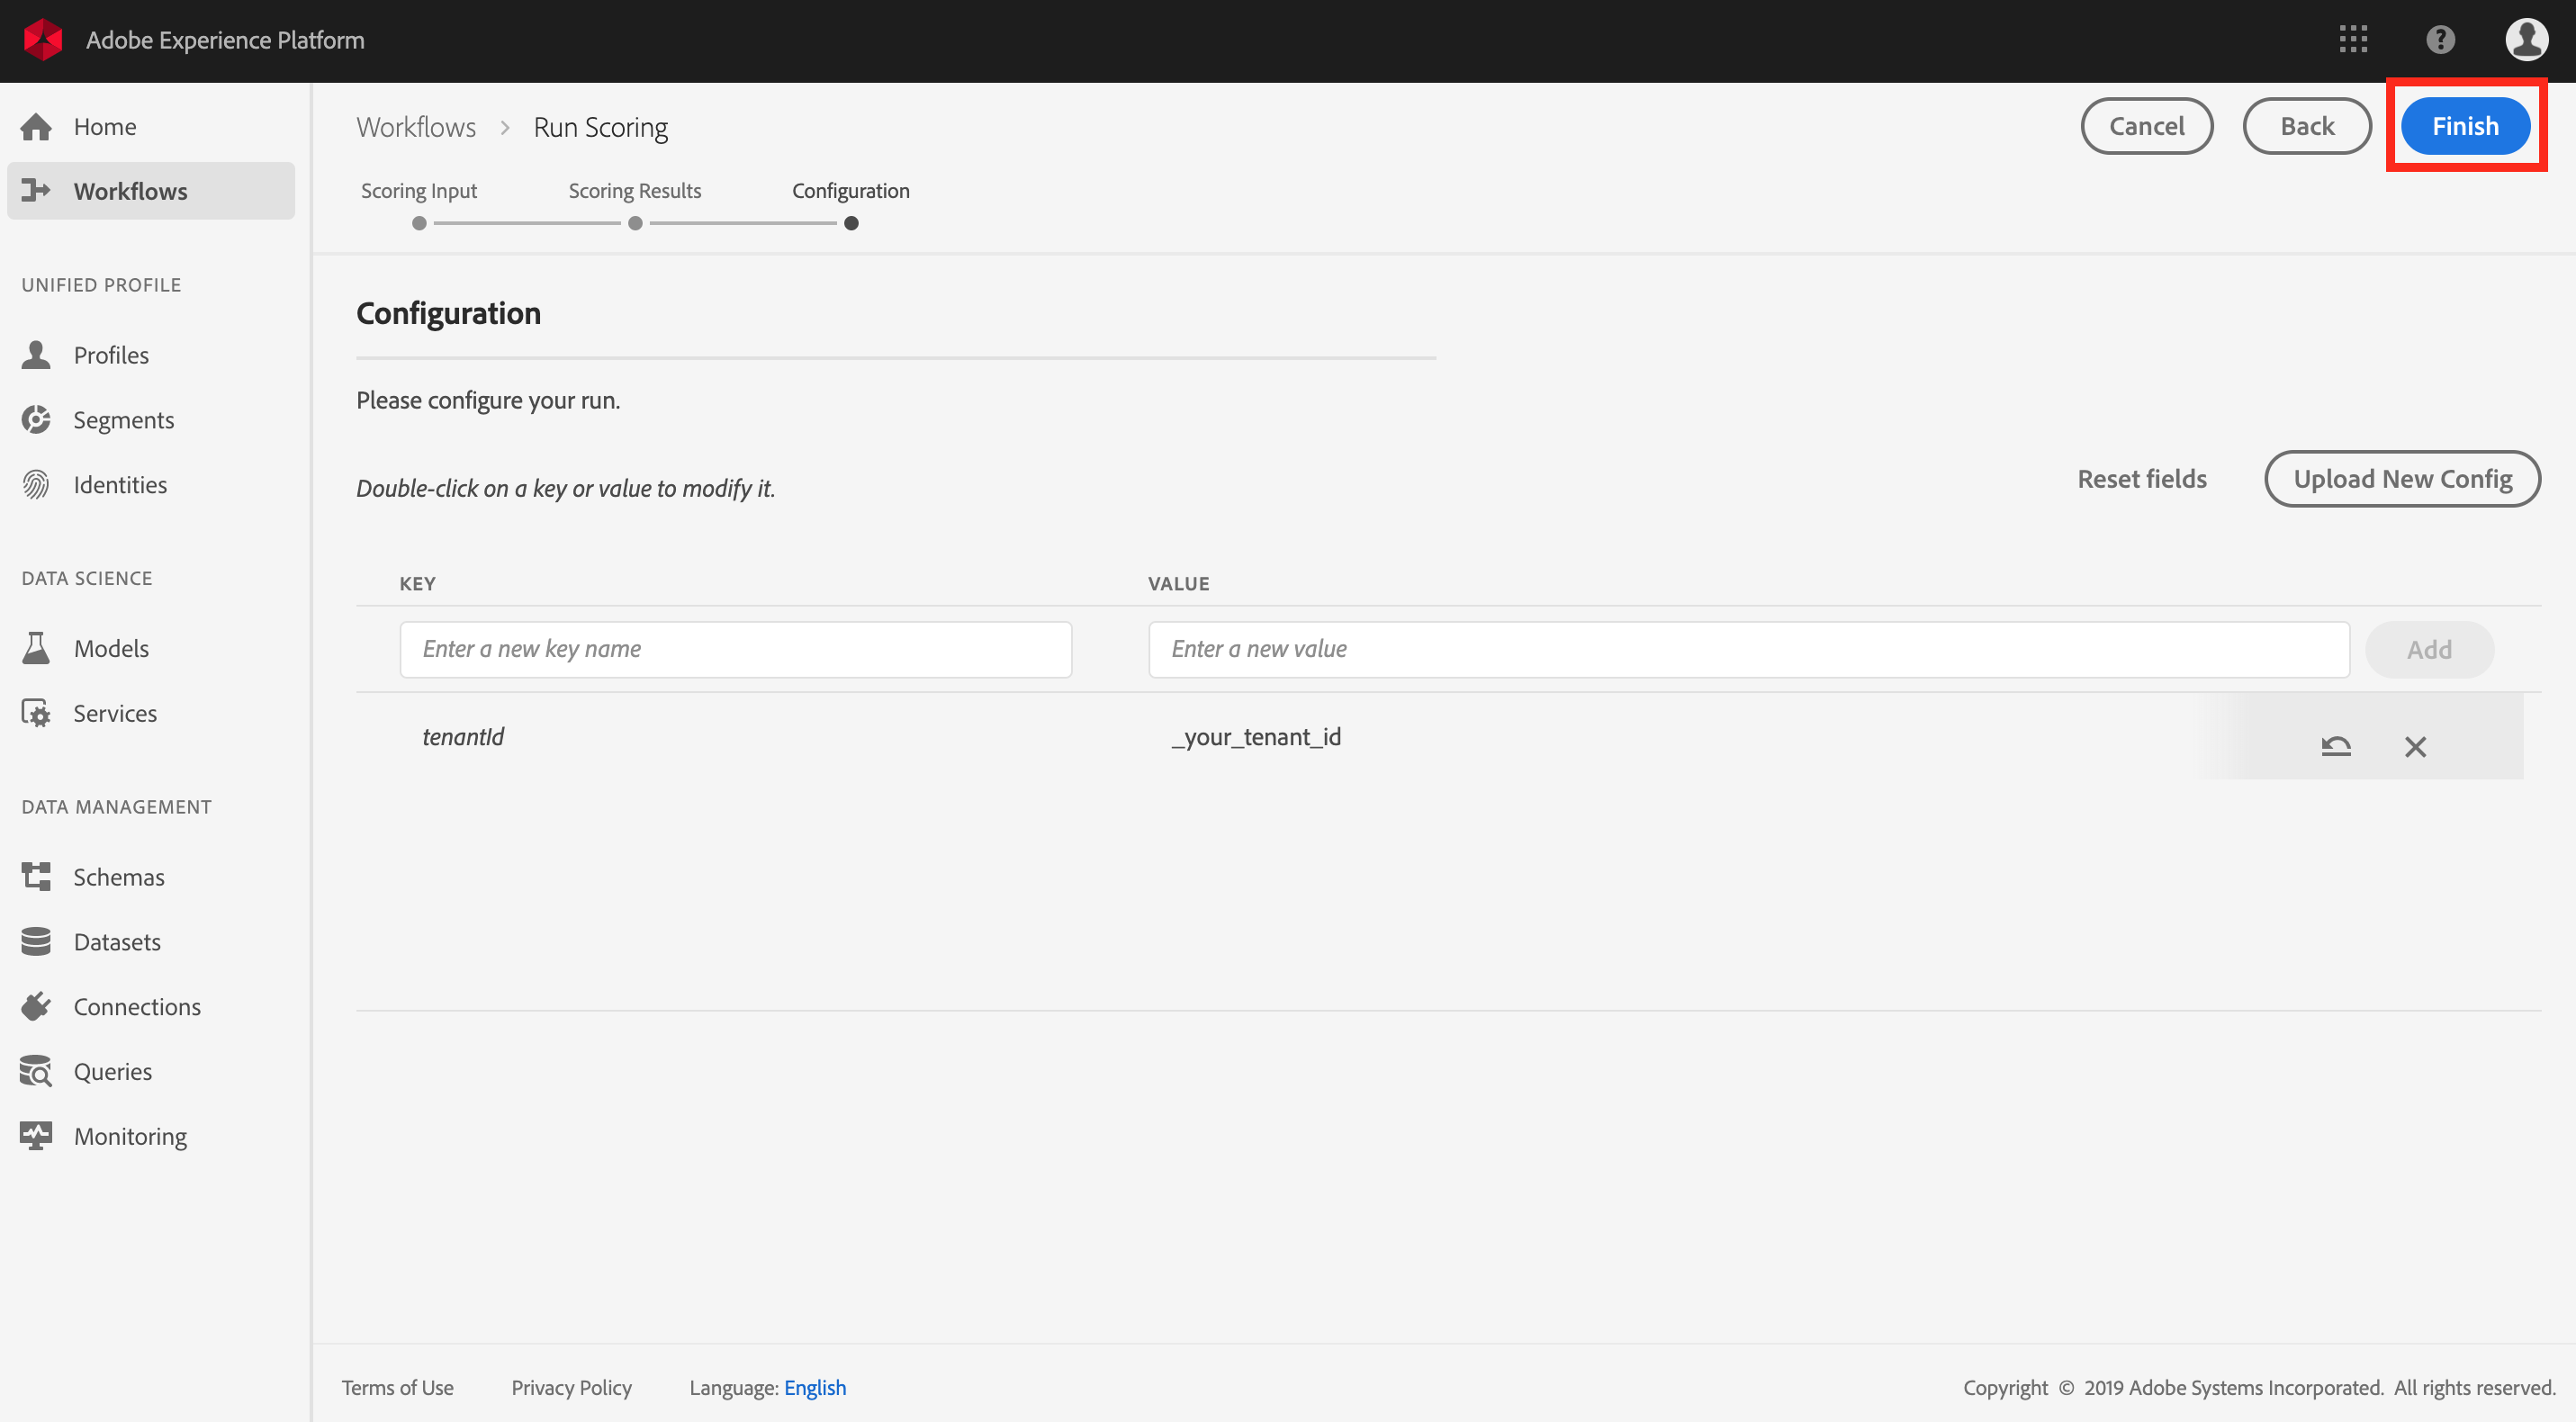 Adobe Experience Platform
?
Home
Workflows
UNIFIED PROFILE
Profiles
Segments
Identities
DATA SCIENCE
Models
Services
DATA MANAGEMENT
Schemas
Datasets
Connections
Queries
Monitoring
Workflows > Run Scoring
Cancel
Back
Finish
Scoring Input
Scoring Results
Configuration
Configuration
Please configure your run.
Double-click on a key or value to modify it.
Reset fields
Upload New Config
KEY
VALUE
Enter a new key name
Enter a new value
Add
tenantId
_your_tenant_id
Terms of Use
Privacy Policy
Language: English
Copyright © 2019 Adobe Systems Incorporated. All rights reserved.